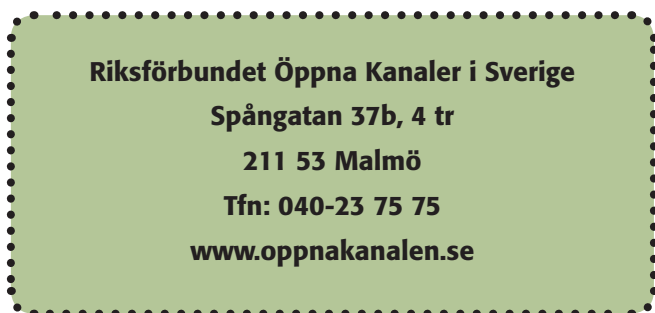 Riksförbundet Öppna Kanaler i Sverige
Spångatan 37b, 4 tr
211 53 Malmö
Tfn: 040-23 75 75
www.oppnakanalen.se